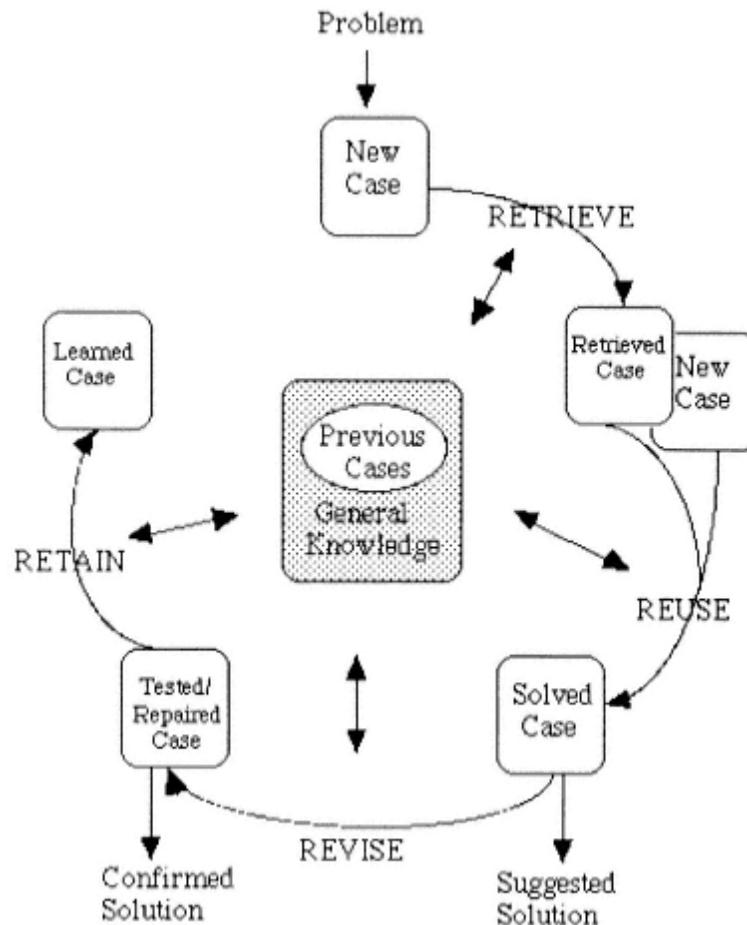 Problem
New
Case
RETRIEVE
Learned
Case
Retrieved
Case
New
Case
Previous
Cases
General
Knowledge
RETAIN
REUSE
Tested/
Repaired
Case
Solved
Case
REVISE
Confirmed
Solution
Suggested
Solution